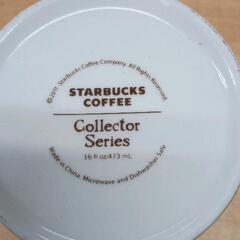 ©2011 Starbucks Coffee Company. All Rights Reserved.
STARBUCKS
COFFEE
Collector
Series
16 fl oz/473 mL
Made in China. Microwave and Dishwasher Safe